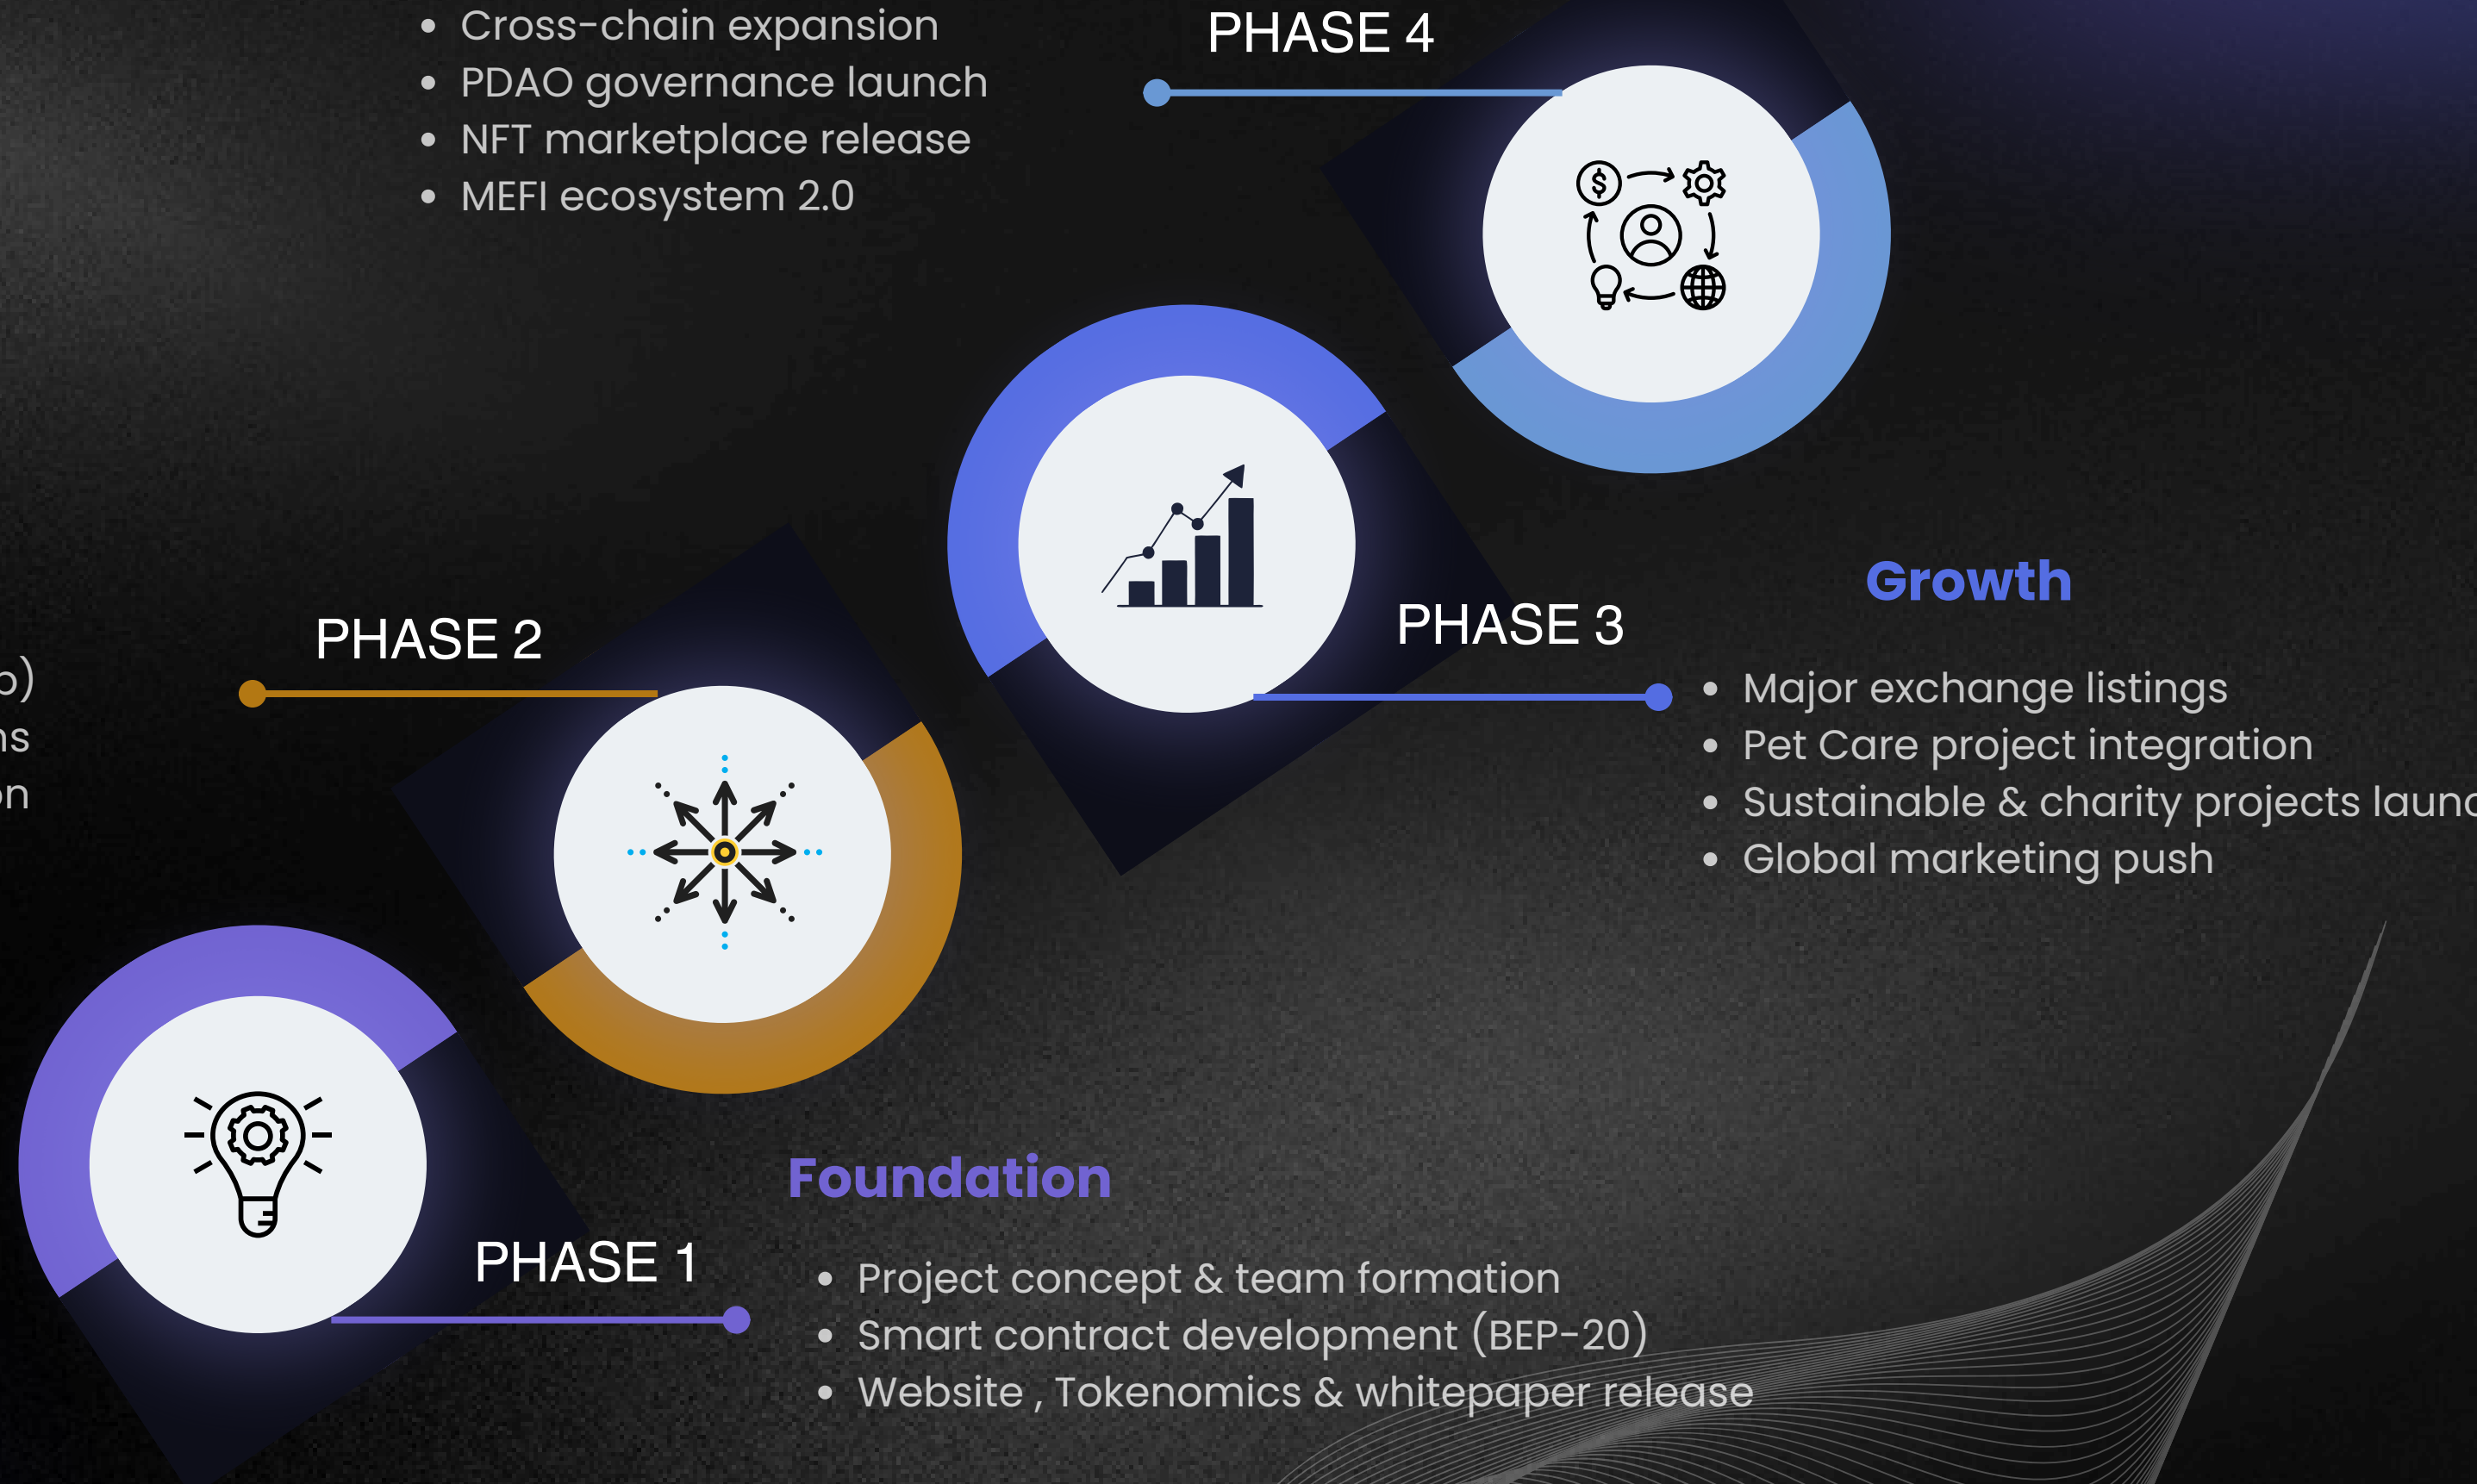 Cross-chain expansion
PDAO governance launch
NFT marketplace release
MEFI ecosystem 2.0
PHASE 4
Growth
PHASE 3
Major exchange listings
Pet Care project integration
Sustainable & charity projects
Global marketing push
PHASE 2
Foundation
PHASE 1
Project concept & team formation
Smart contract development (BEP-20)
Website , Tokenomics & whitepaper release